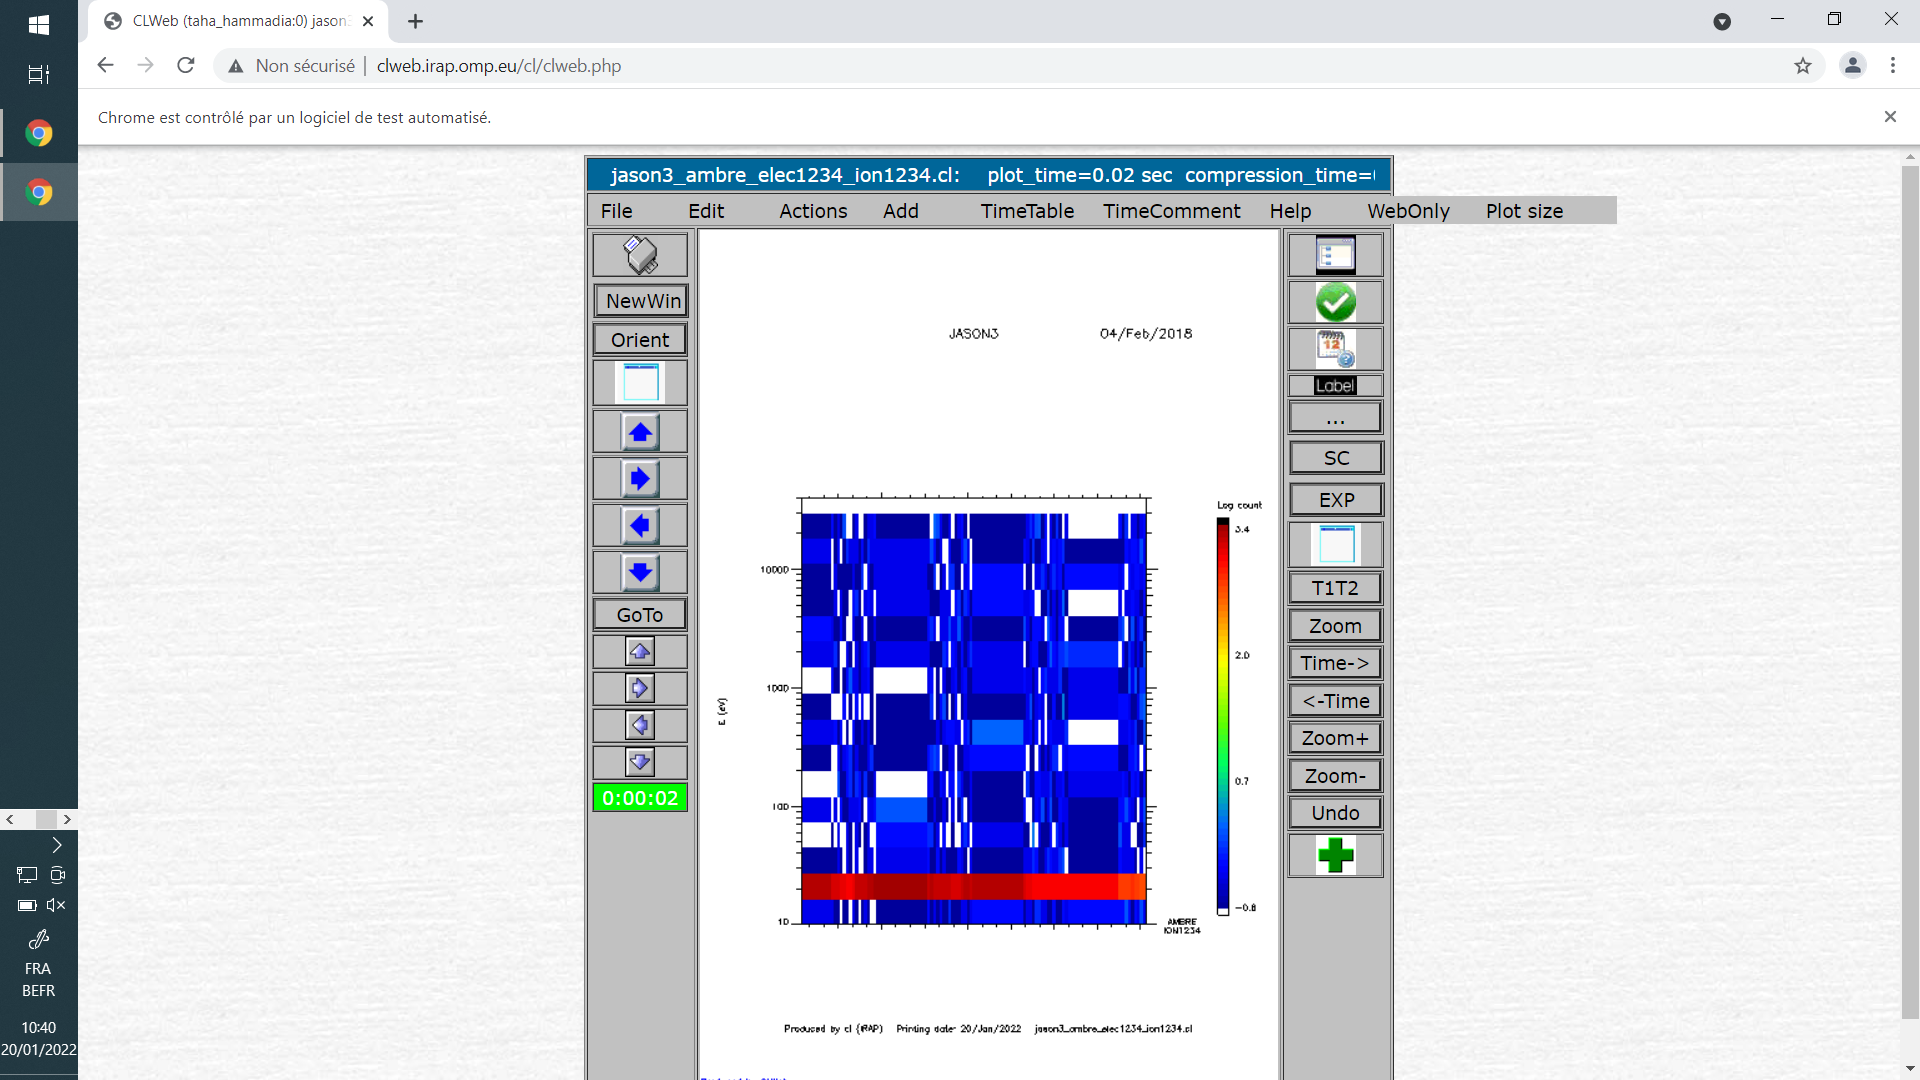 CLWeb (taha_hammadia:0) jason3
Non sécurisé | clweb.irap.omp.eu/cl/clweb.php
Chrome est contrôlé par un logiciel de test automatisé.
jason3_ambre_elec1234_ion1234.cl: plot_time=0.02 sec compression_time=
File Edit Actions Add TimeTable TimeComment Help WebOnly Plot size
NewWin
Orient
GoTo
0:00:02
JASON3 04/Feb/2018
Log count
3.4
2.0
0.7
-0.8
10000
1000
100
10
E (eV)
AMBRE
ION1234
Produced by cl (IRAP) Printing date: 20/Jan/2022 jason3_ambre_elec1234_ion1234.cl
12
Label
...
SC
EXP
T1T2
Zoom
Time->
<-Time
Zoom+
Zoom-
Undo
FRA
BEFR
10:40
20/01/2022